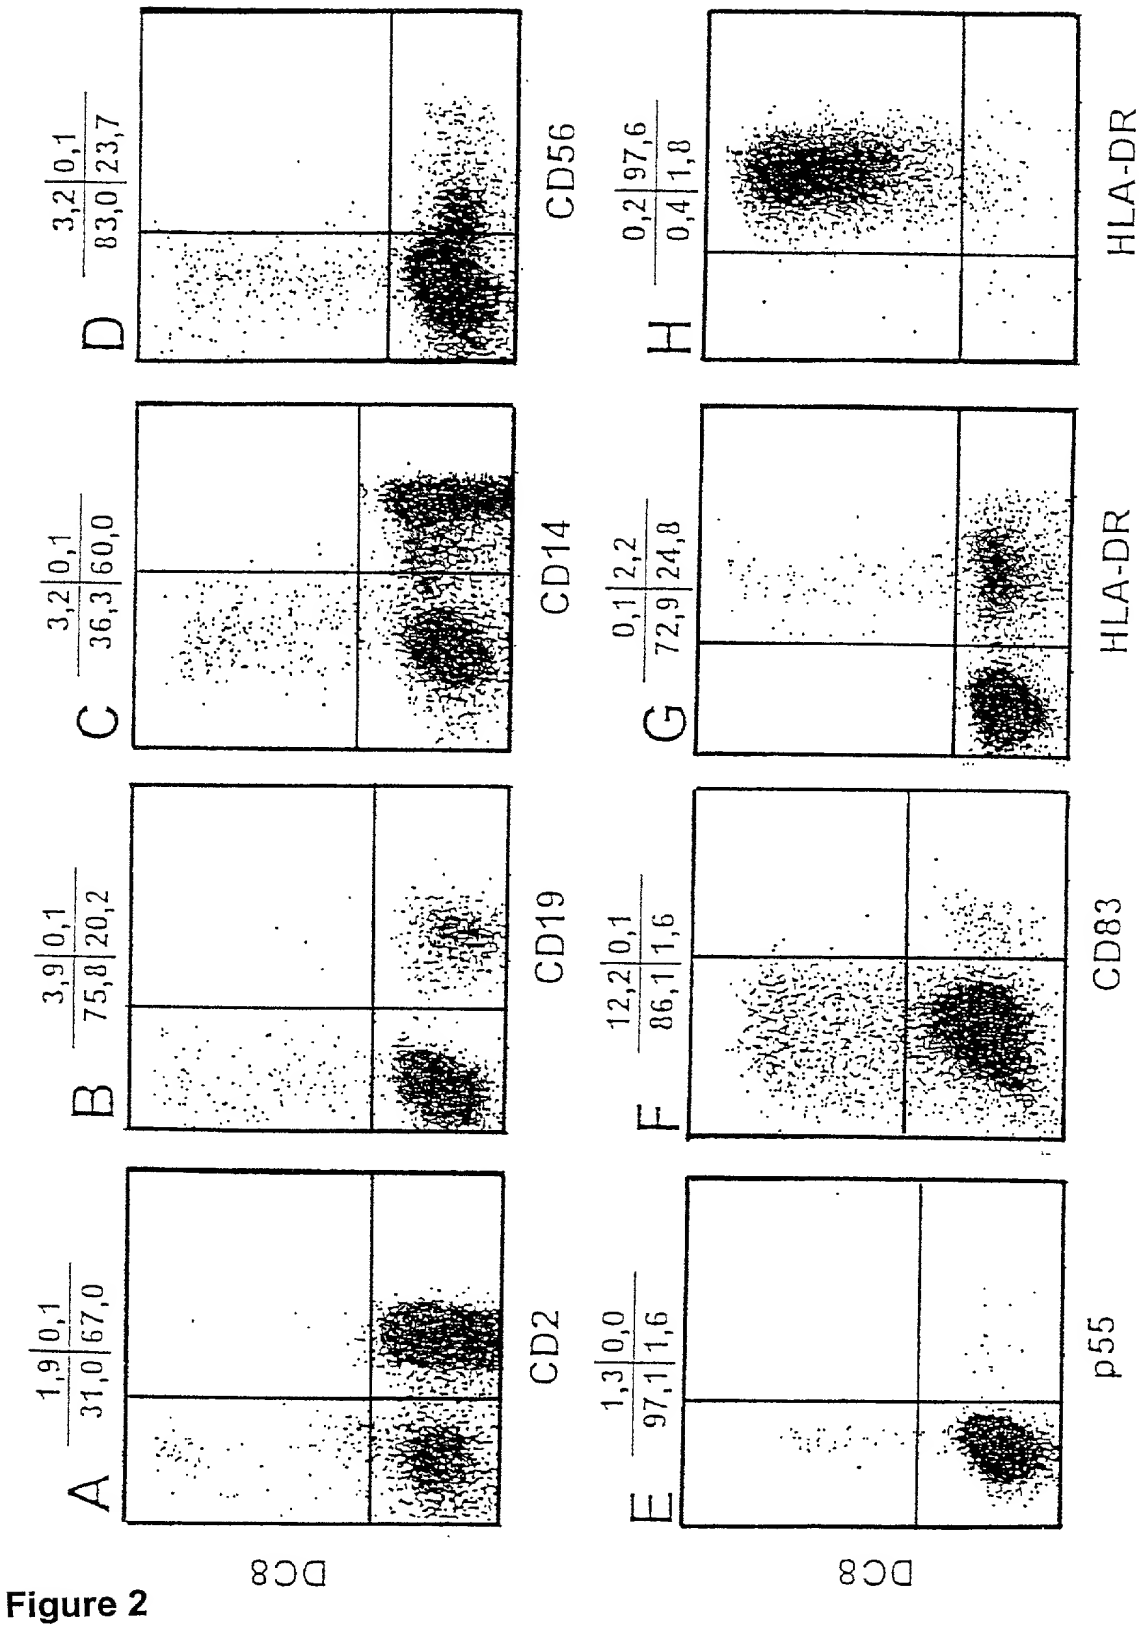 Figure 2
DC8
A
1,9|0,1
31,0|67,0
CD2
B
3,9|0,1
75,8|20,2
CD19
C
3,2|0,1
36,3|60,0
CD14
D
3,2|0,1
83,0|23,7
CD56
DC8
E
1,3|0,0
97,1|1,6
p55
F
12,2|0,1
86,1|1,6
CD83
G
0,1|2,2
72,9|24,8
HLA-DR
H
0,2|97,6
0,4|1,8
HLA-DR